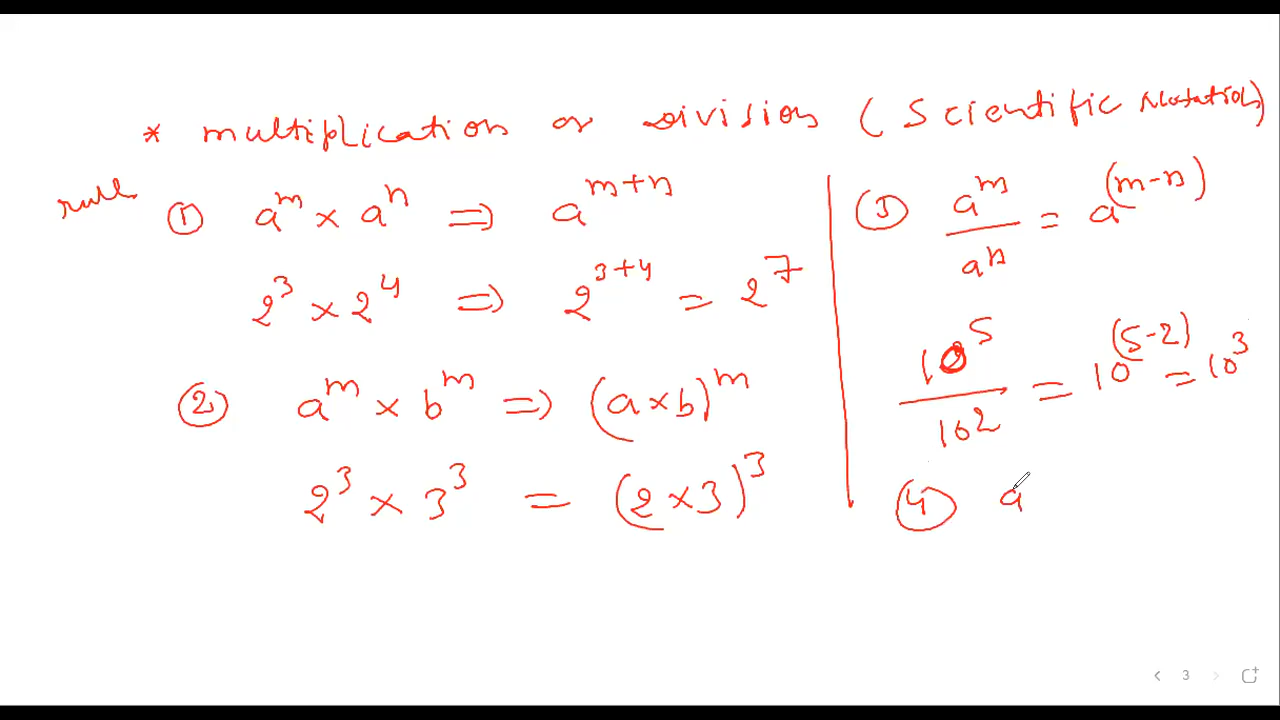 * multiplication or Division (Scientific Notation)
rule
① a^m × a^n ⇒ a^{m+n}
2^3 × 2^4 ⇒ 2^{3+4} = 2^7
② a^m × b^m ⇒ (a×b)^m
2^3 × 3^3 = (2×3)^3
③ a^m / a^n = a^{(m-n)}
10^5 / 10^2 = 10^{(5-2)} = 10^3
④ a
3